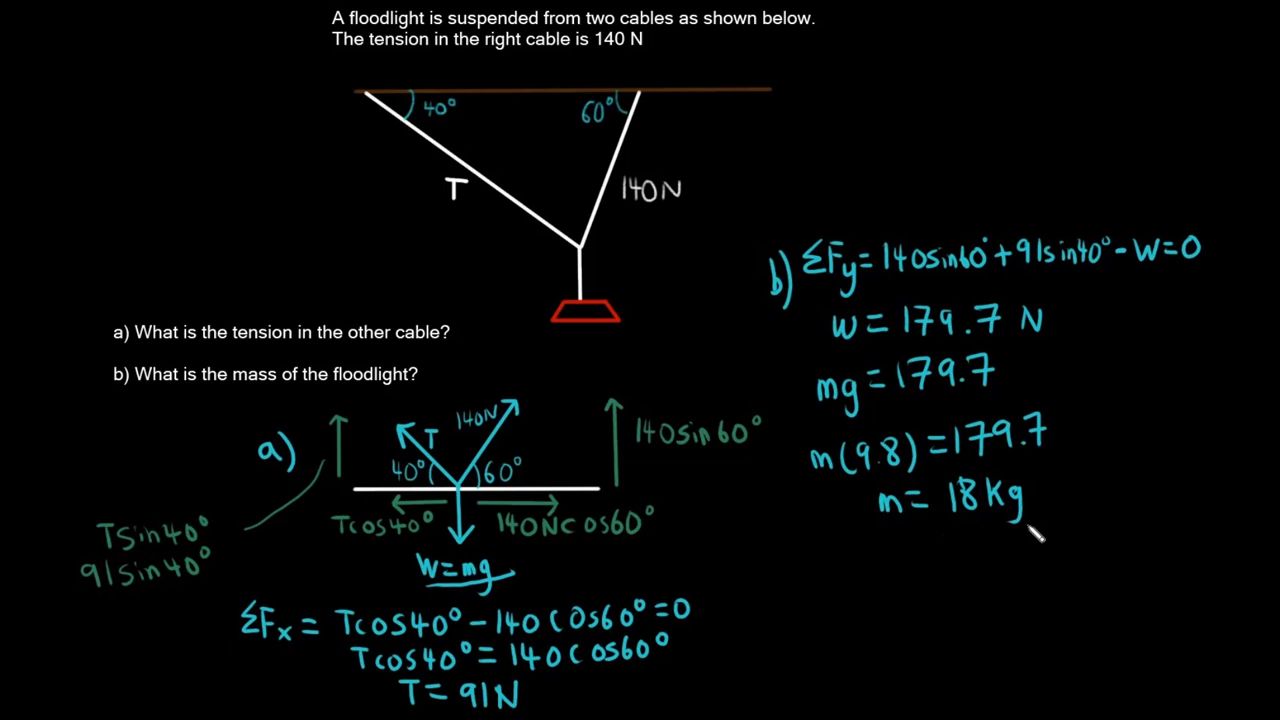 A floodlight is suspended from two cables as shown below.
The tension in the right cable is 140 N
40°
60°
T
140N
a) What is the tension in the other cable?
b) What is the mass of the floodlight?
a)
T
140N
40°
60°
140sin60°
Tcos40°
140Ncos60°
Tsin40°
91sin40°
W=mg
ΣFx = Tcos40° - 140cos60° = 0
Tcos40° = 140cos60°
T = 91N
b) ΣFy = 140sin60° + 91sin40° - W = 0
W = 179.7 N
mg = 179.7
m(9.8) = 179.7
m = 18kg